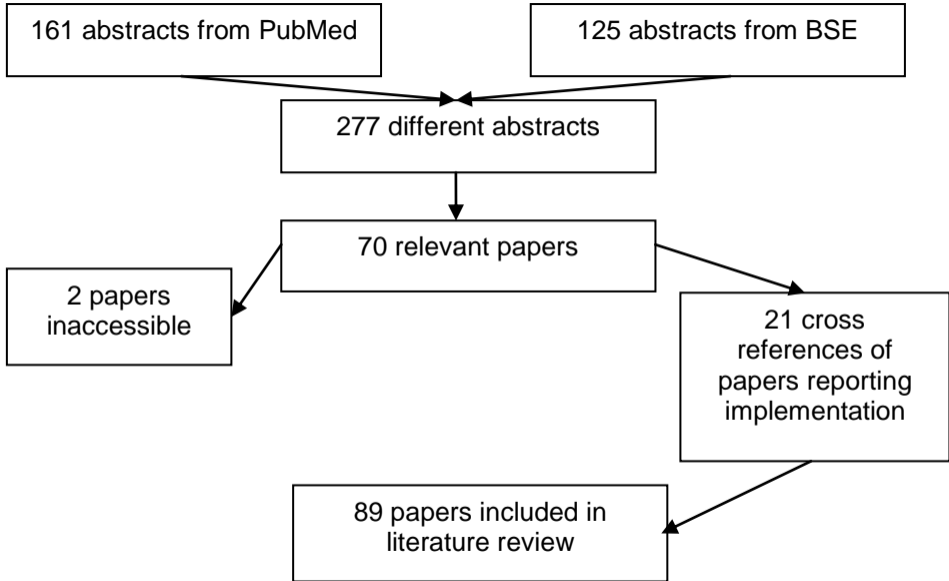 161 abstracts from PubMed
125 abstracts from BSE
277 different abstracts
70 relevant papers
2 papers
inaccessible
21 cross
references of
papers reporting
implementation
89 papers included in
literature review